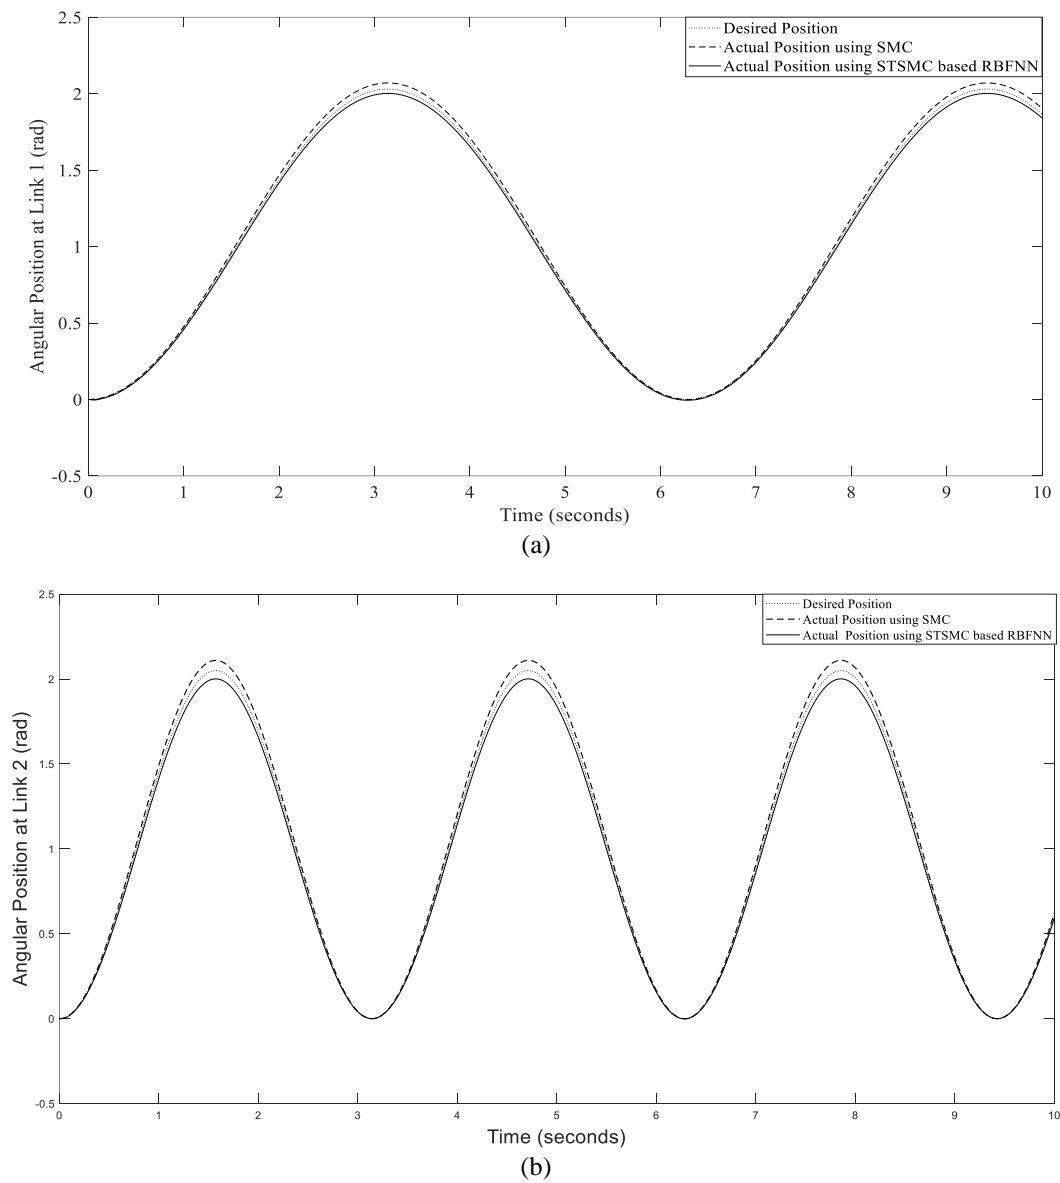 2.5
Desired Position
Actual Position using SMC
Actual Position using STSMC based RBFNN
2
1.5
1
0.5
0
-0.5
Angular Position at Link 1 (rad)
0 1 2 3 4 5 6 7 8 9 10
Time (seconds)
(a)
2.5
Desired Position
Actual Position using SMC
Actual Position using STSMC based RBFNN
2
1.5
1
0.5
0
-0.5
Angular Position at Link 2 (rad)
0 1 2 3 4 5 6 7 8 9 10
Time (seconds)
(b)